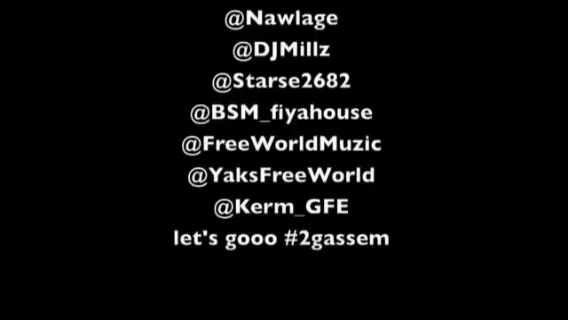 @Nawlage
@DJMillz
@Starse2682
@BSM_fiyahouse
@FreeWorldMuzic
@YaksFreeWorld
@Kerm_GFE
let's gooo #2gassem